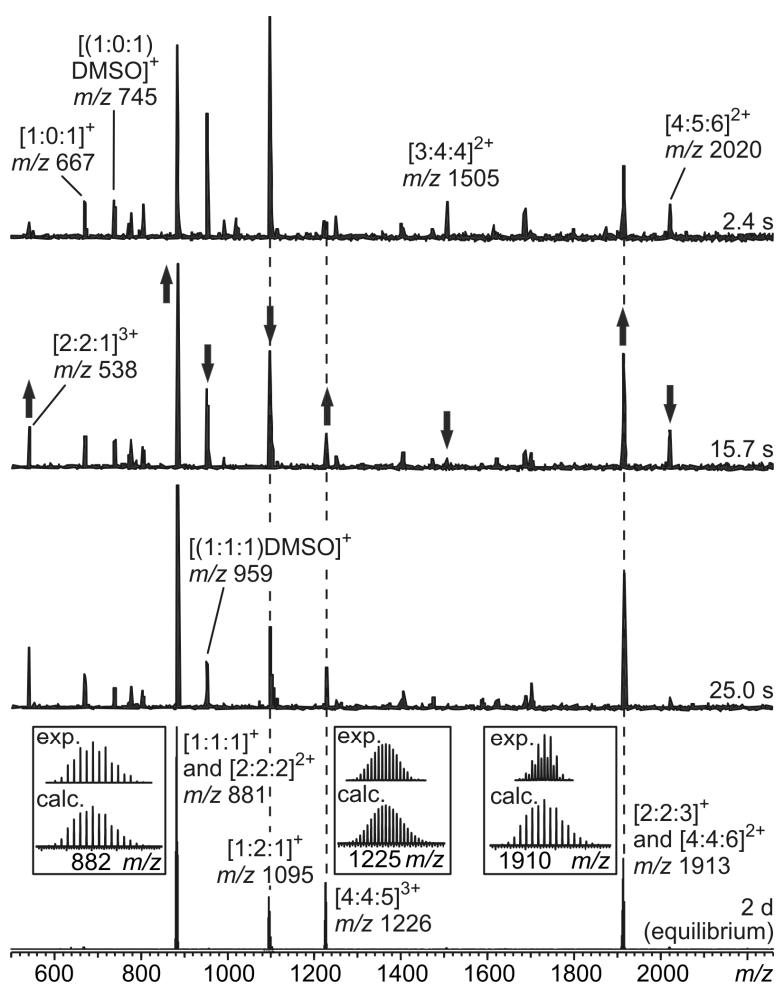 [(1:0:1)
DMSO]+
m/z 745
[1:0:1]+
m/z 667
[3:4:4]2+
m/z 1505
[4:5:6]2+
m/z 2020
2.4 s
[2:2:1]3+
m/z 538
15.7 s
[(1:1:1)DMSO]+
m/z 959
25.0 s
exp.
calc.
882 m/z
[1:1:1]+
and [2:2:2]2+
m/z 881
exp.
calc.
1225 m/z
exp.
calc.
1910 m/z
[1:2:1]+
m/z 1095
[4:4:5]3+
m/z 1226
[2:2:3]+
and [4:4:6]2+
m/z 1913
2 d
(equilibrium)
600 800 1000 1200 1400 1600 1800 2000 m/z